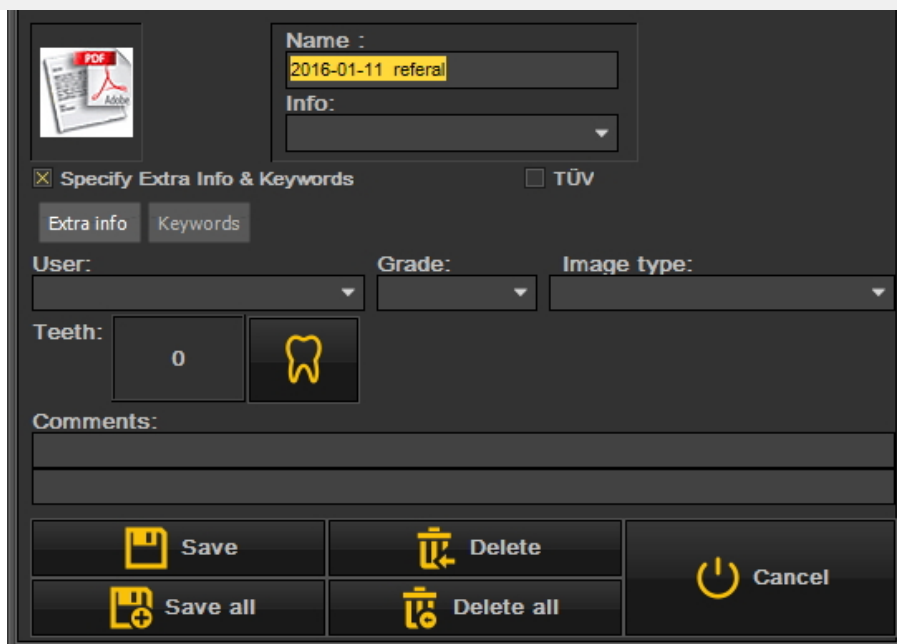 PDF
Adobe
Name :
2016-01-11 referal
Info:
Specify Extra Info & Keywords
TÜV
Extra info
Keywords
User:
Grade:
Image type:
Teeth:
0
Comments:
Save
Delete
Cancel
Save all
Delete all